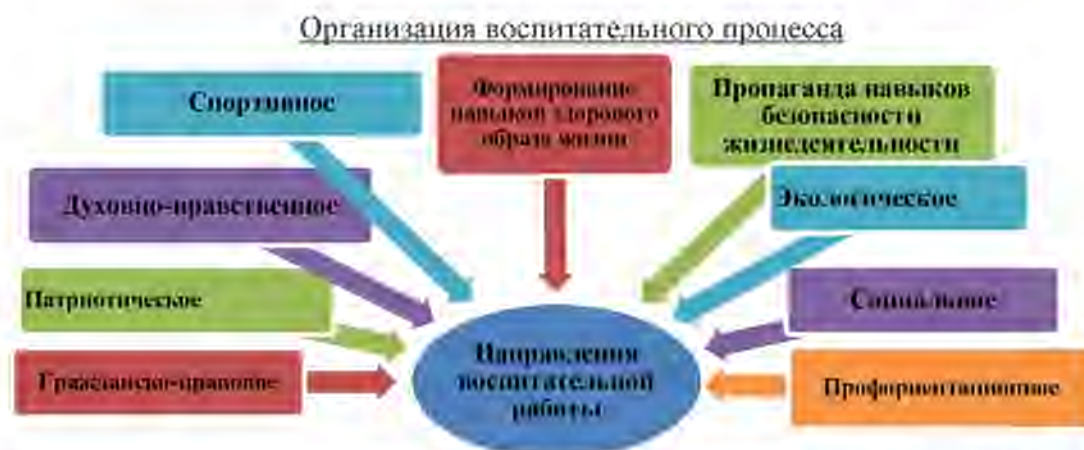 Организация воспитательного процесса
Спортивное
Формирование
навыков здорового
образа жизни
Пропаганда навыков
безопасности
жизнедеятельности
Духовно-нравственное
Экологическое
Патриотическое
Социальное
Гражданско-правовое
Направления
воспитательной
работы
Профориентационное